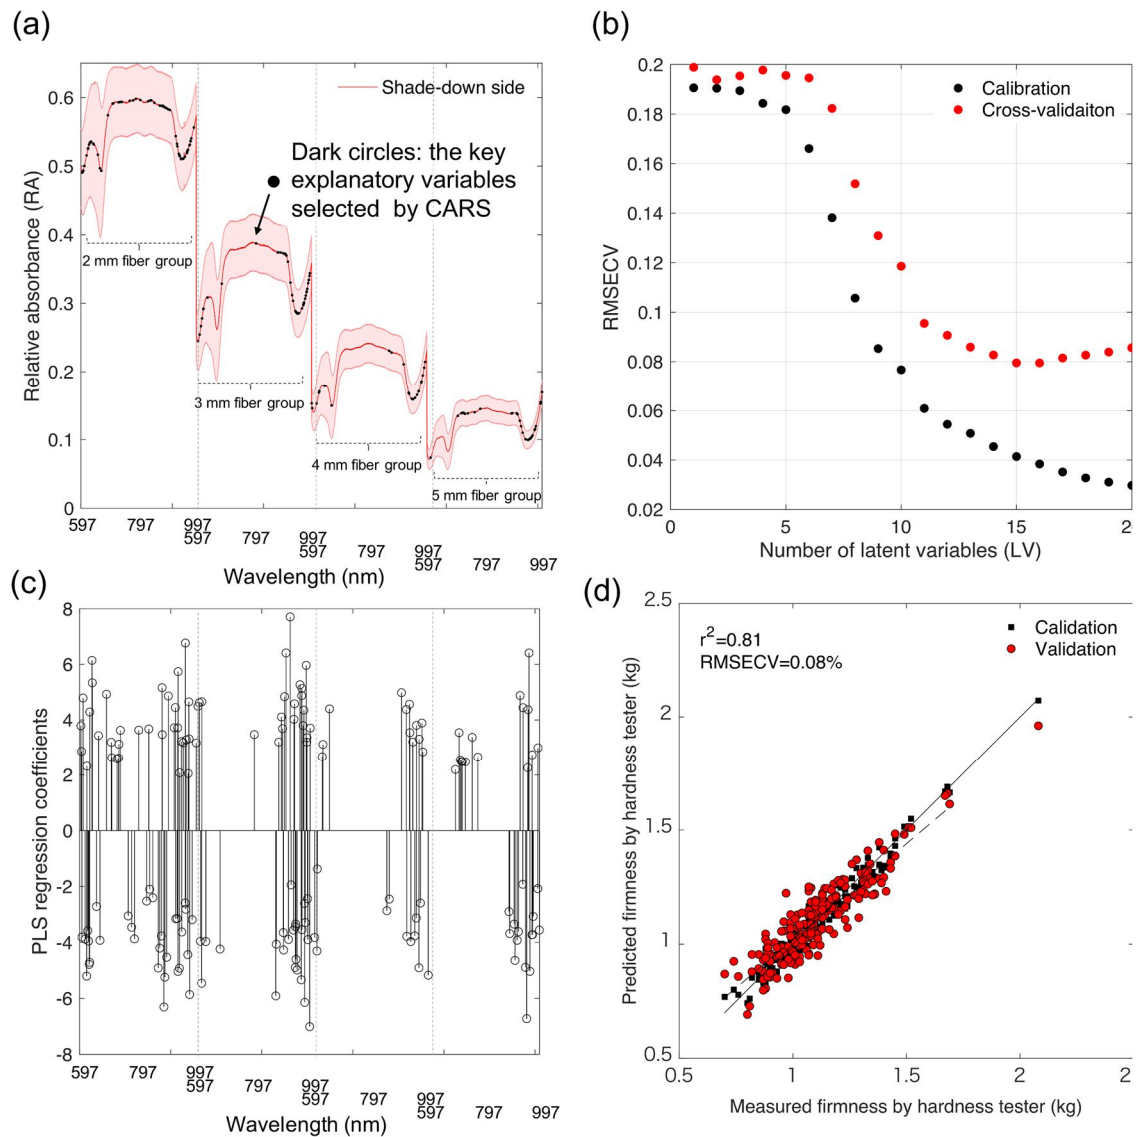 (a)
Relative absorbance (RA)
0.6
0.5
0.4
0.3
0.2
0.1
0
Shade-down side
Dark circles: the key
explanatory variables
selected by CARS
2 mm fiber group
3 mm fiber group
4 mm fiber group
5 mm fiber group
597 797 997
597 797 997
597 797 997
597 797 997
Wavelength (nm)
(b)
RMSECV
0.2
0.18
0.16
0.14
0.12
0.1
0.08
0.06
0.04
0.02
Calibration
Cross-validaiton
0 5 10 15 2
Number of latent variables (LV)
(c)
PLS regression coefficients
8
6
4
2
0
-2
-4
-6
-8
597 797 997
597 797 997
597 797 997
597 797 997
Wavelength (nm)
(d)
Predicted firmness by hardness tester (kg)
2.5
2
1.5
1
0.5
r²=0.81
RMSECV=0.08%
Calidation
Validation
0.5 1 1.5 2 2
Measured firmness by hardness tester (kg)